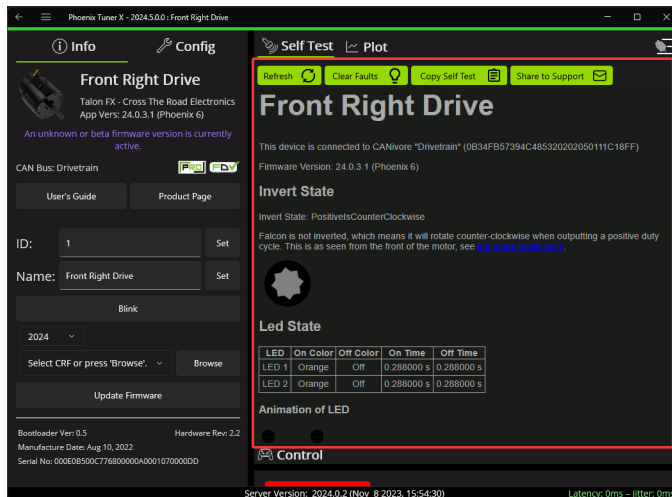 Phoenix Tuner X - 2024.5.0.0 : Front Right Drive
Info
Config
Front Right Drive
Talon FX - Cross The Road Electronics
App Vers: 24.0.3.1 (Phoenix 6)
An unknown or beta firmware version is currently
active.
CAN Bus: Drivetrain
PRO
FDV
User's Guide
Product Page
ID:
1
Set
Name:
Front Right Drive
Set
Blink
2024
Select CRF or press 'Browse'.
Browse
Update Firmware
Bootloader Ver: 0.5
Hardware Rev: 2.2
Manufacture Date: Aug 10, 2022
Serial No: 000E0B500C776800000A0001070000DD
Self Test
Plot
Refresh
Clear Faults
Copy Self Test
Share to Support
Front Right Drive
This device is connected to CANivore "Drivetrain" (0B34FB57394C485320202050111C18FF)
Firmware Version: 24.0.3.1 (Phoenix 6)
Invert State
Invert State: PositiveIsCounterClockwise
Falcon is not inverted, which means it will rotate counter-clockwise when outputting a positive duty
cycle. This is as seen from the front of the motor, see
Led State
LED On Color Off Color On Time Off Time
LED 1 Orange Off 0.288000 s 0.288000 s
LED 2 Orange Off 0.288000 s 0.288000 s
Animation of LED
Control
Server Version: 2024.0.2 (Nov 8 2023, 15:54:30)
Latency: 0ms – Jitter: 0ms